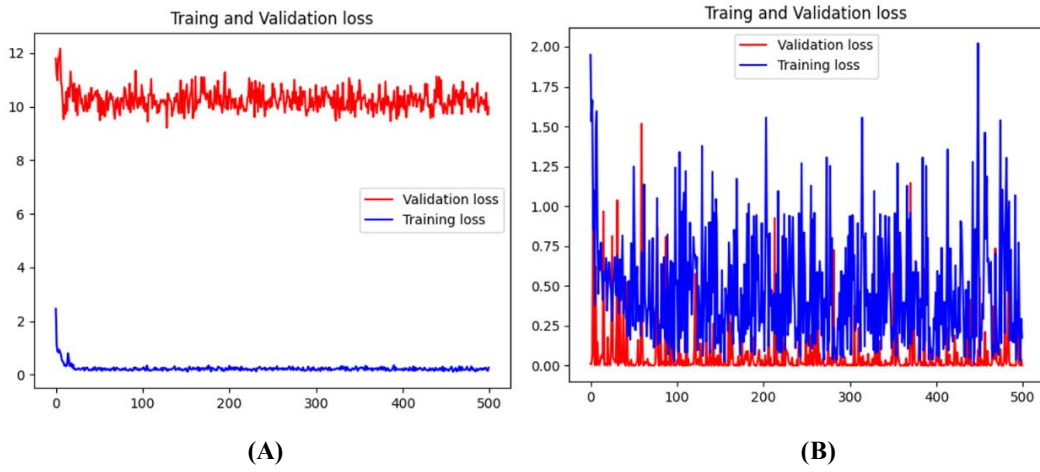 Traing and Validation loss
12
10
8
6
4
2
0
Validation loss
Training loss
0 100 200 300 400 500
(A)
Traing and Validation loss
2.00
1.75
1.50
1.25
1.00
0.75
0.50
0.25
0.00
Validation loss
Training loss
0 100 200 300 400 500
(B)